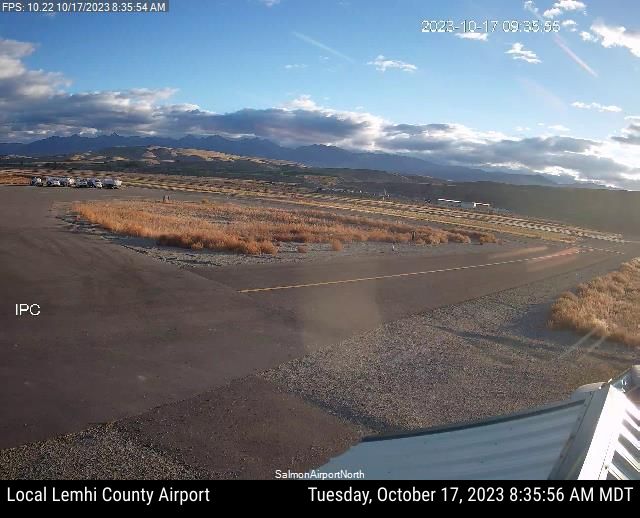 FPS: 10.22 10/17/2023 8:35:54 AM
2023-10-17 09:35:55
IPC
SalmonAirportNorth
Local Lemhi County Airport
Tuesday, October 17, 2023 8:35:56 AM MDT